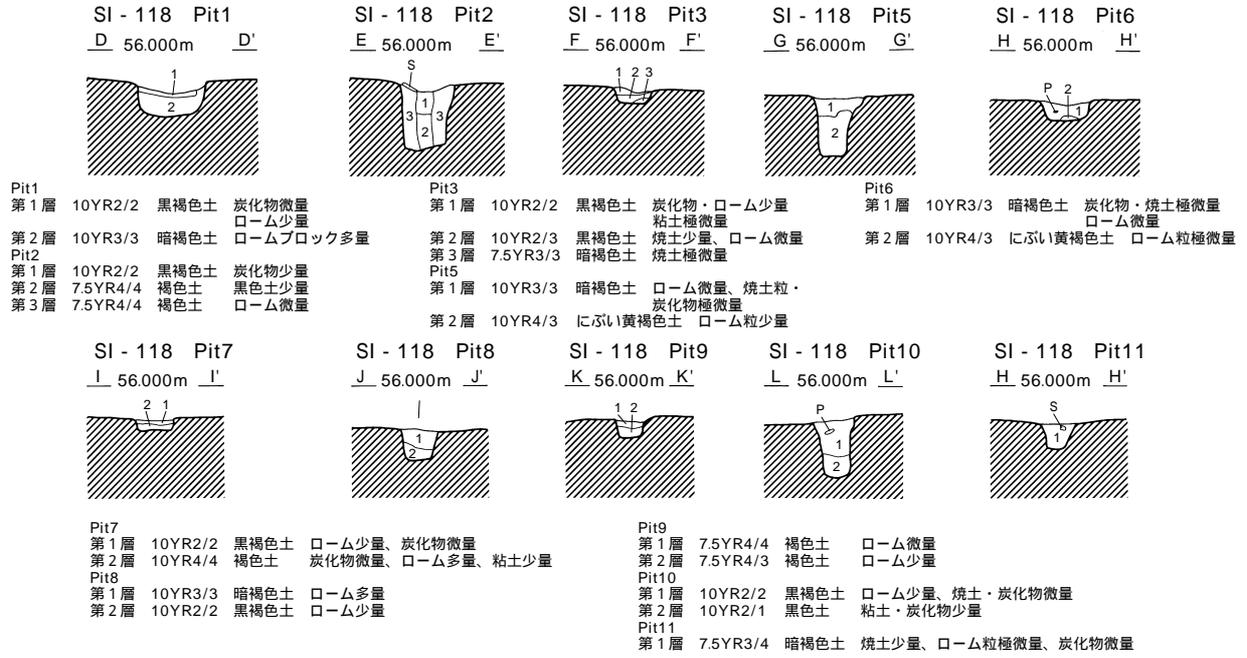 SI - 118 Pit1
D 56.000m D'
1
2
SI - 118 Pit2
E 56.000m E'
S
1
3 3
2
SI - 118 Pit3
F 56.000m F'
1 2 3
SI - 118 Pit5
G 56.000m G'
1
2
SI - 118 Pit6
H 56.000m H'
P 2
1
Pit1
第1層 10YR2/2 黒褐色土 炭化物微量
ローム少量
第2層 10YR3/3 暗褐色土 ロームブロック多量
Pit2
第1層 10YR2/2 黒褐色土 炭化物少量
第2層 7.5YR4/4 褐色土 黒色土少量
第3層 7.5YR4/4 褐色土 ローム微量
Pit3
第1層 10YR2/2 黒褐色土 炭化物・ローム少量
粘土極微量
第2層 10YR2/3 黒褐色土 焼土少量、ローム微量
第3層 7.5YR3/3 暗褐色土 焼土極微量
Pit5
第1層 10YR3/3 暗褐色土 ローム微量、焼土粒・
炭化物極微量
第2層 10YR4/3 にぶい黄褐色土 ローム粒少量
Pit6
第1層 10YR3/3 暗褐色土 炭化物・焼土極微量
ローム微量
第2層 10YR4/3 にぶい黄褐色土 ローム粒極微量
SI - 118 Pit7
I 56.000m I'
2 1
SI - 118 Pit8
J 56.000m J'
1
2
SI - 118 Pit9
K 56.000m K'
1 2
SI - 118 Pit10
L 56.000m L'
P
1
2
SI - 118 Pit11
H 56.000m H'
S
1
Pit7
第1層 10YR2/2 黒褐色土 ローム少量、炭化物微量
第2層 10YR4/4 褐色土 炭化物微量、ローム多量、粘土少量
Pit8
第1層 10YR3/3 暗褐色土 ローム多量
第2層 10YR2/2 黒褐色土 ローム少量
Pit9
第1層 7.5YR4/4 褐色土 ローム微量
第2層 7.5YR4/3 褐色土 ローム少量
Pit10
第1層 10YR2/2 黒褐色土 ローム少量、焼土・炭化物微量
第2層 10YR2/1 黒色土 粘土・炭化物少量
Pit11
第1層 7.5YR3/4 暗褐色土 焼土少量、ローム粒極微量、炭化物微量